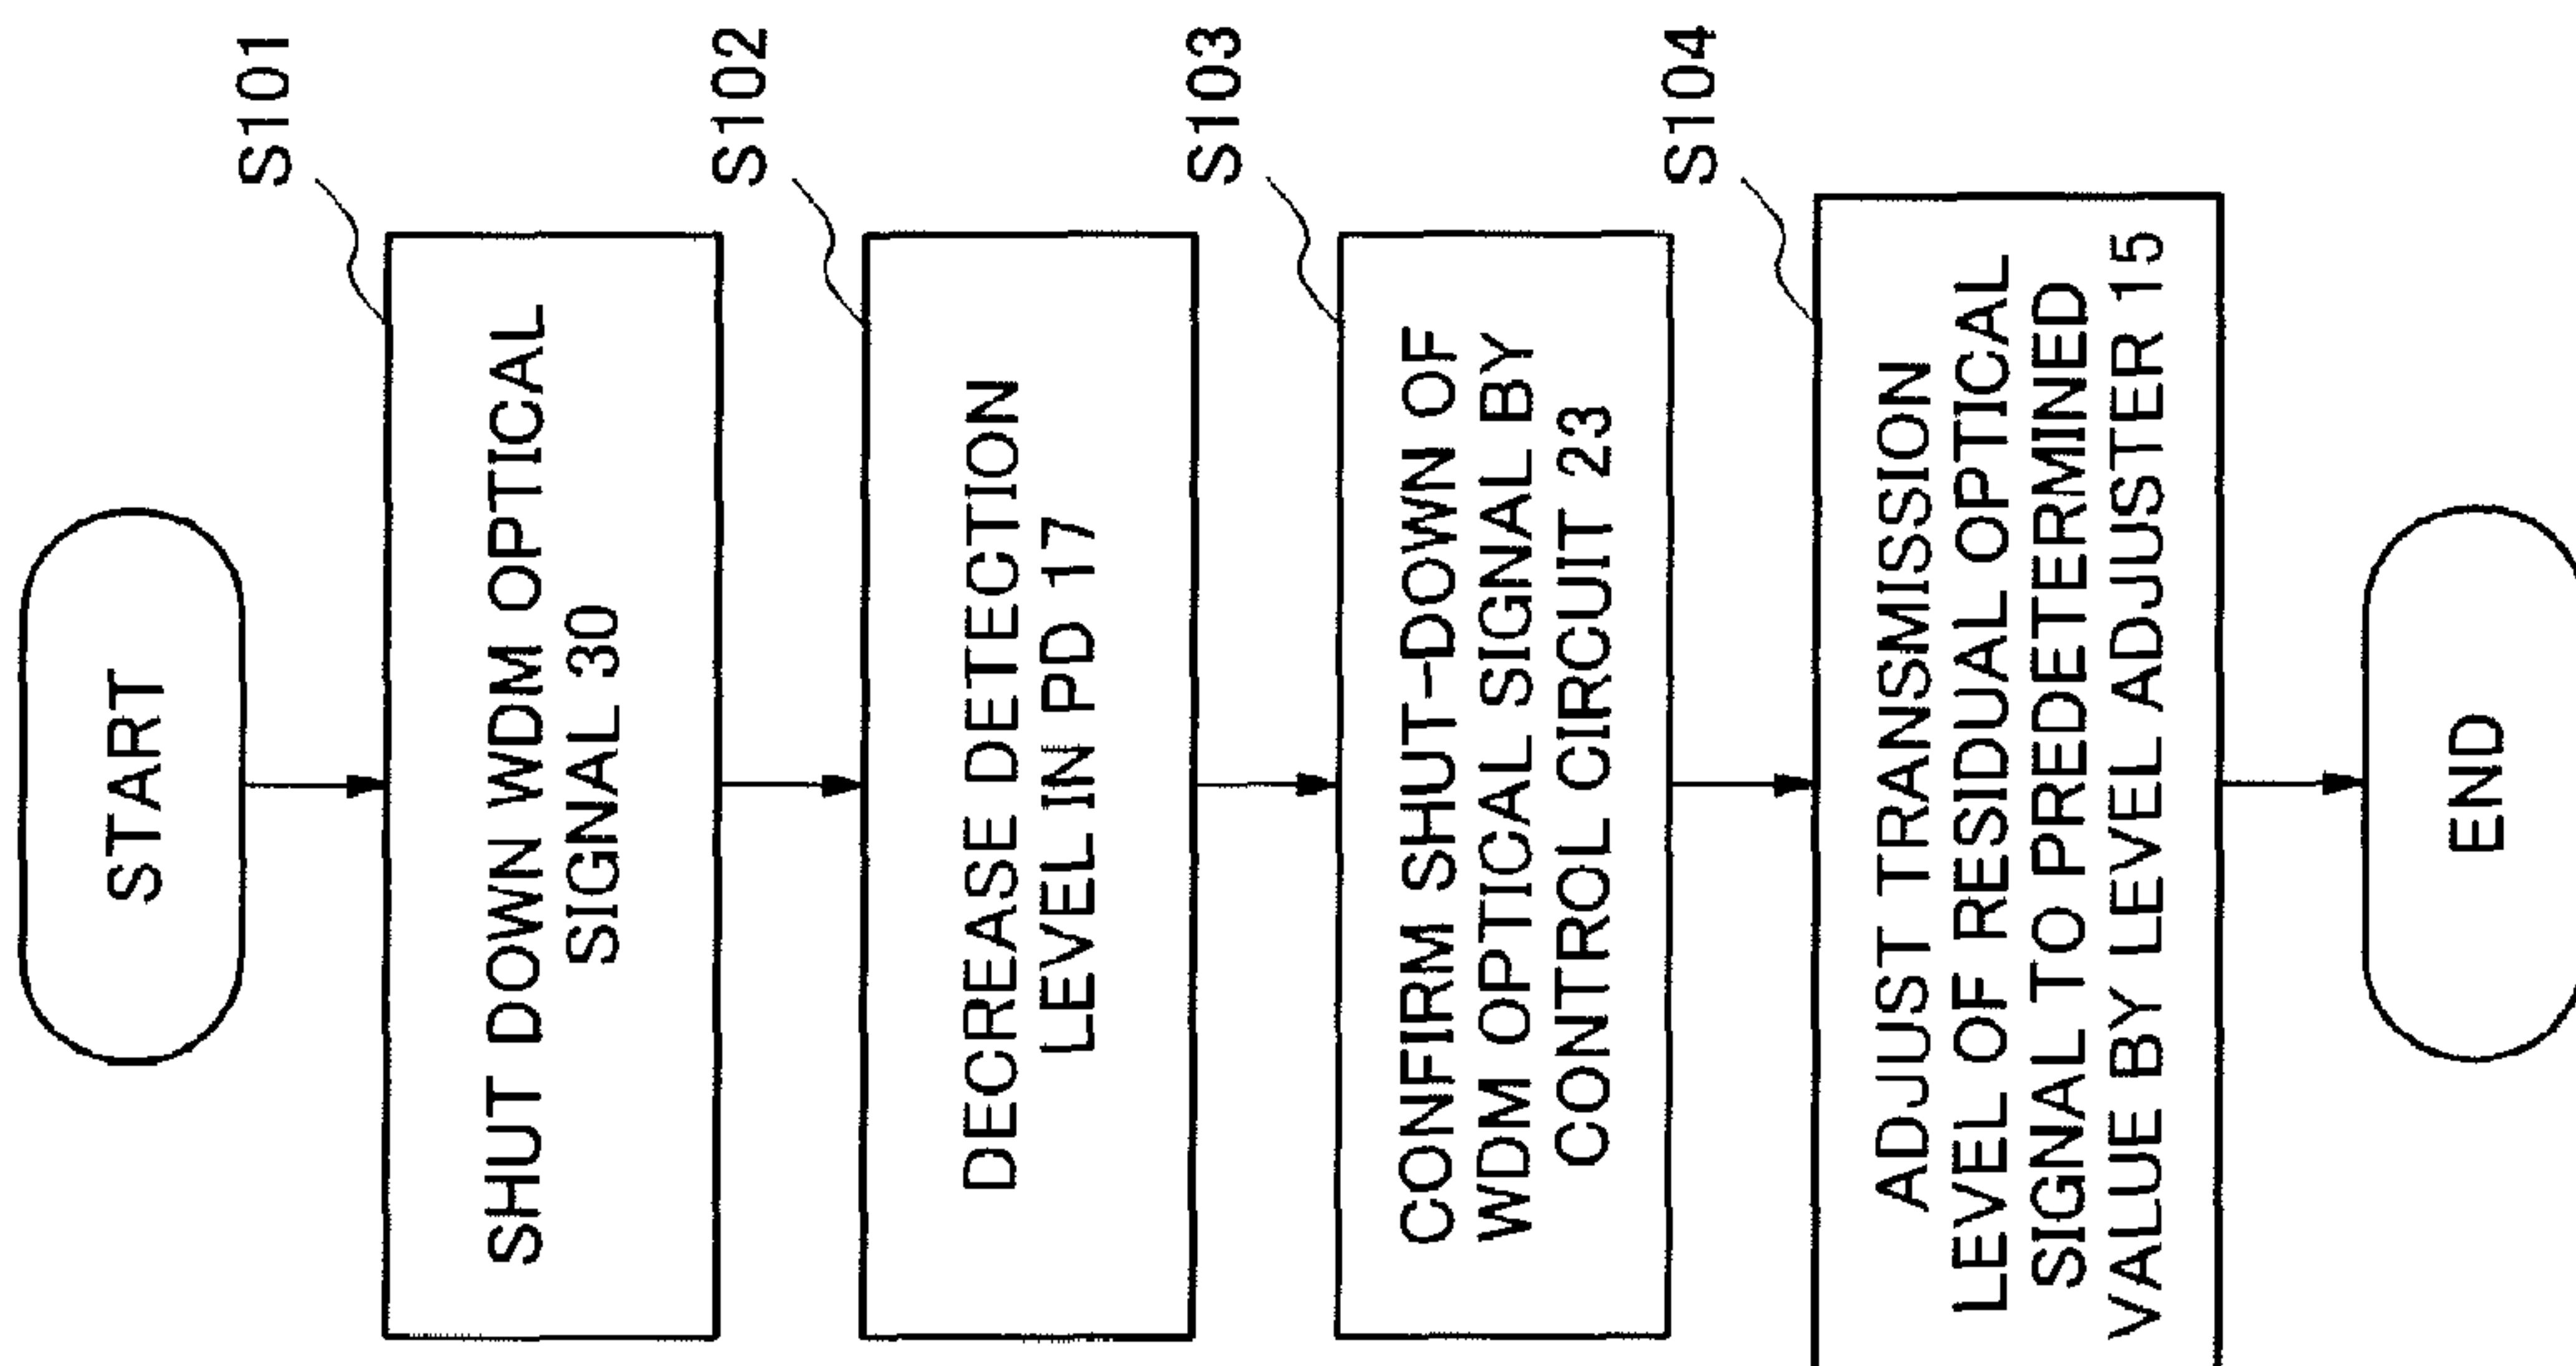 START
S101
SHUT DOWN WDM OPTICAL
SIGNAL 30
S102
DECREASE DETECTION
LEVEL IN PD 17
S103
CONFIRM SHUT-DOWN OF
WDM OPTICAL SIGNAL BY
CONTROL CIRCUIT 23
S104
ADJUST TRANSMISSION
LEVEL OF RESIDUAL OPTICAL
SIGNAL TO PREDETERMINED
VALUE BY LEVEL ADJUSTER 15
END